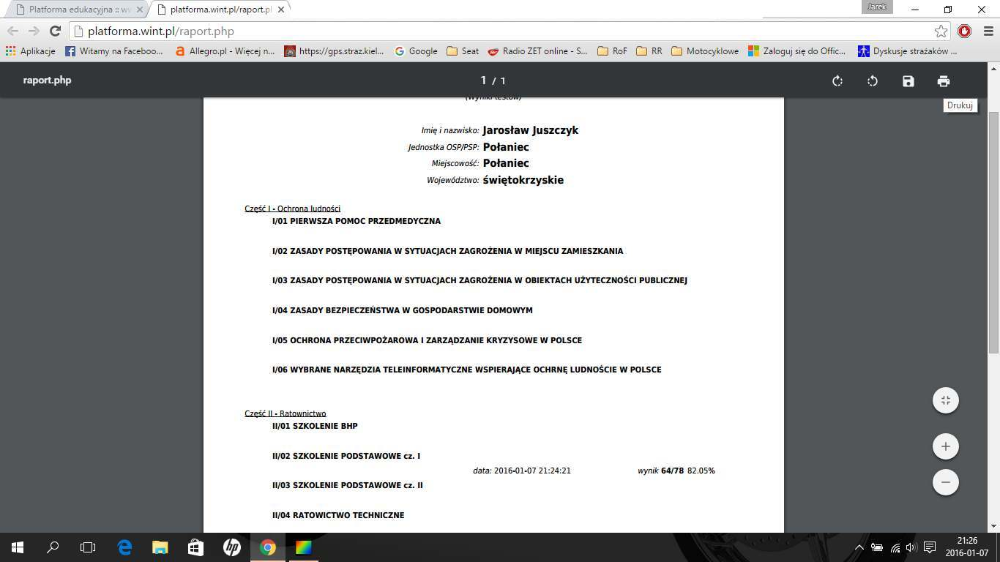 Platforma edukacyjna :: ww
platforma.wint.pl/raport.pl
Jarek
platforma.wint.pl/raport.php
Aplikacje
Witamy na Faceboo...
Allegro.pl - Więcej n...
https://gps.straz.kiel...
Google
Seat
Radio ZET online - S...
RoF
RR
Motocyklowe
Zaloguj się do Offic...
Dyskusje strażaków ...
raport.php
1 / 1
Drukuj
(Wyniki testów)
Imię i nazwisko: Jarosław Juszczyk
Jednostka OSP/PSP: Połaniec
Miejscowość: Połaniec
Województwo: świętokrzyskie
Część I - Ochrona ludności
I/01 PIERWSZA POMOC PRZEDMEDYCZNA
I/02 ZASADY POSTĘPOWANIA W SYTUACJACH ZAGROŻENIA W MIEJSCU ZAMIESZKANIA
I/03 ZASADY POSTĘPOWANIA W SYTUACJACH ZAGROŻENIA W OBIEKTACH UŻYTECZNOŚCI PUBLICZNEJ
I/04 ZASADY BEZPIECZEŃSTWA W GOSPODARSTWIE DOMOWYM
I/05 OCHRONA PRZECIWPOŻAROWA I ZARZĄDZANIE KRYZYSOWE W POLSCE
I/06 WYBRANE NARZĘDZIA TELEINFORMATYCZNE WSPIERAJĄCE OCHRNĘ LUDNOŚCIE W POLSCE
Część II - Ratownictwo
II/01 SZKOLENIE BHP
II/02 SZKOLENIE PODSTAWOWE cz. I
data: 2016-01-07 21:24:21 wynik 64/78 82.05%
II/03 SZKOLENIE PODSTAWOWE cz. II
II/04 RATOWICTWO TECHNICZNE
21:26
2016-01-07